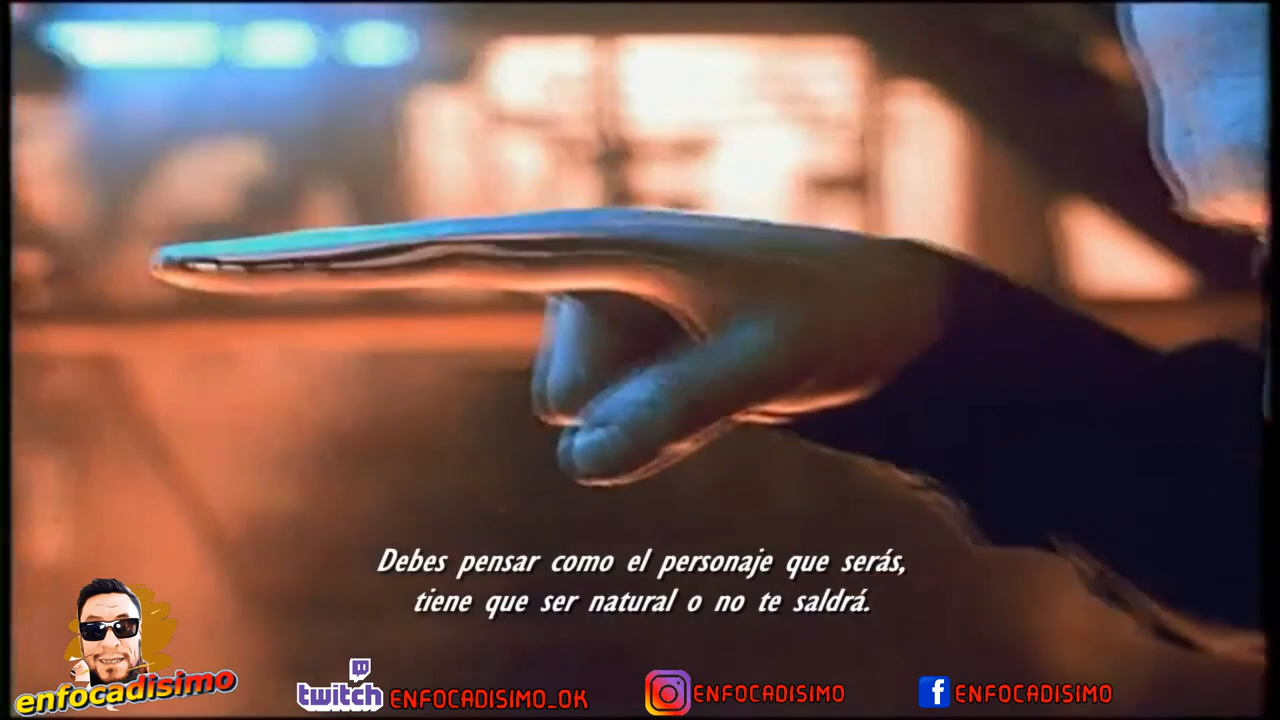 Debes pensar como el personaje que serás,
tiene que ser natural o no te saldrá.
enfocadisimo
twitch ENFOCADISIMO_OK
ENFOCADISIMO
f ENFOCADISIMO